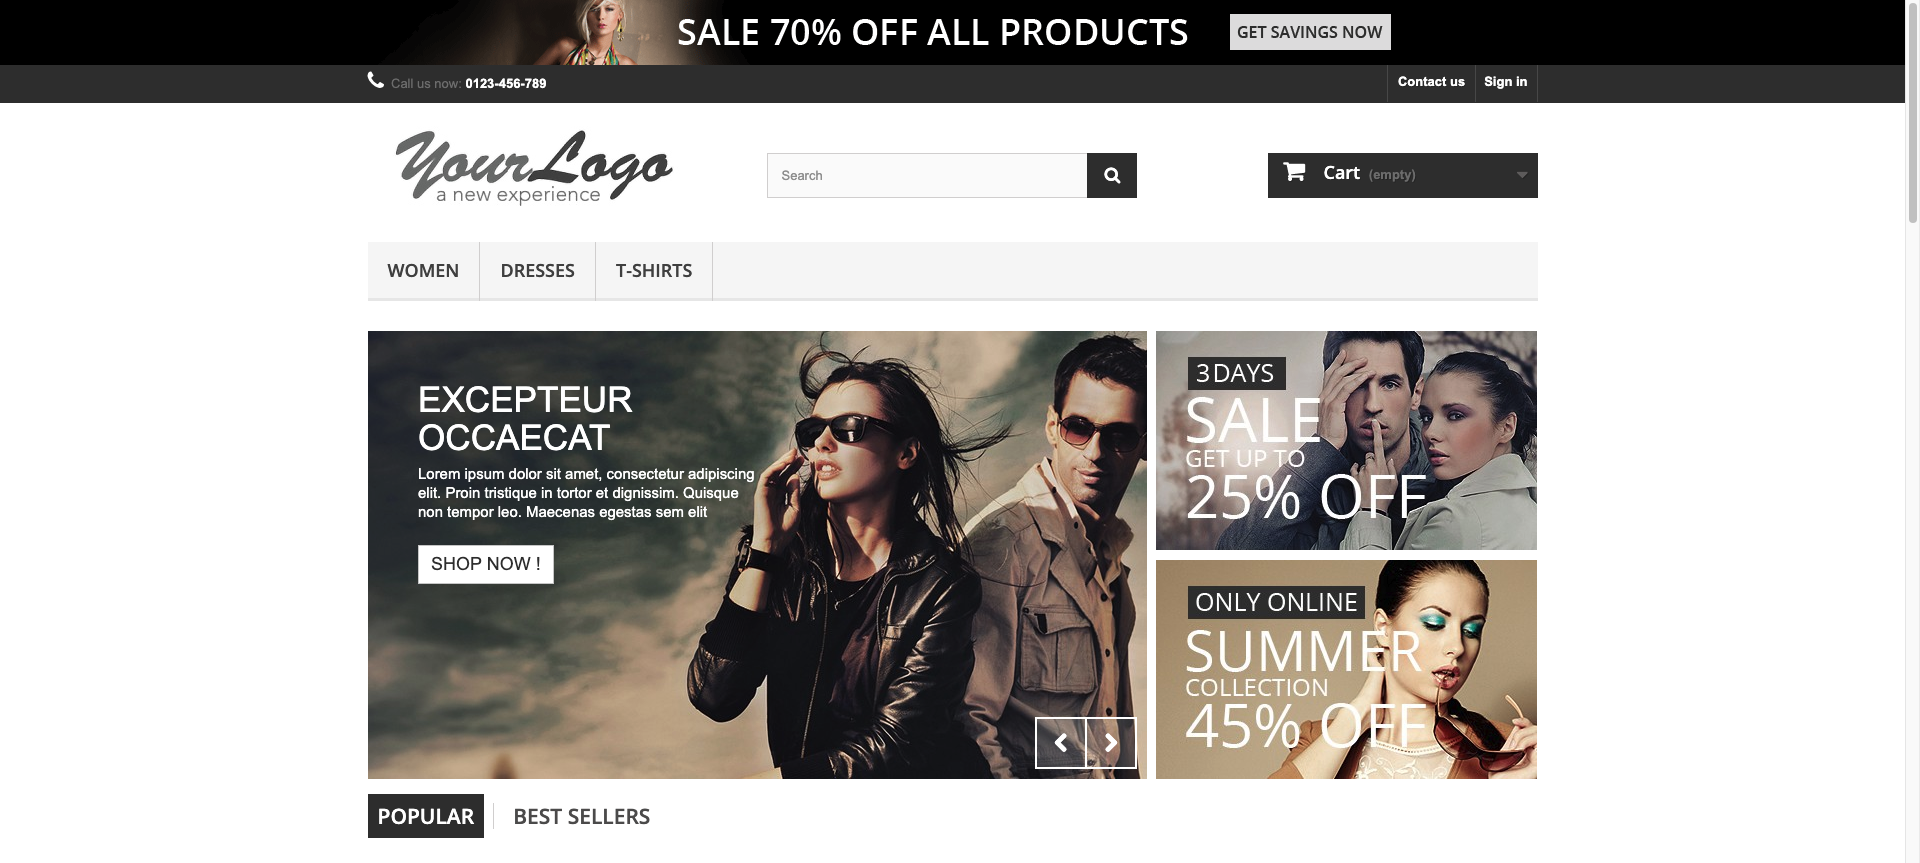 SALE 70% OFF ALL PRODUCTS
GET SAVINGS NOW
Call us now: 0123-456-789
Contact us
Sign in
YourLogo
a new experience
Search
Cart (empty)
WOMEN
DRESSES
T-SHIRTS
EXCEPTEUR
OCCAECAT
Lorem ipsum dolor sit amet, consectetur adipiscing
elit. Proin tristique in tortor et dignissim. Quisque
non tempor leo. Maecenas egestas sem elit
SHOP NOW !
3 DAYS
SALE
GET UP TO
25% OFF
ONLY ONLINE
SUMMER
COLLECTION
45% OFF
POPULAR
BEST SELLERS